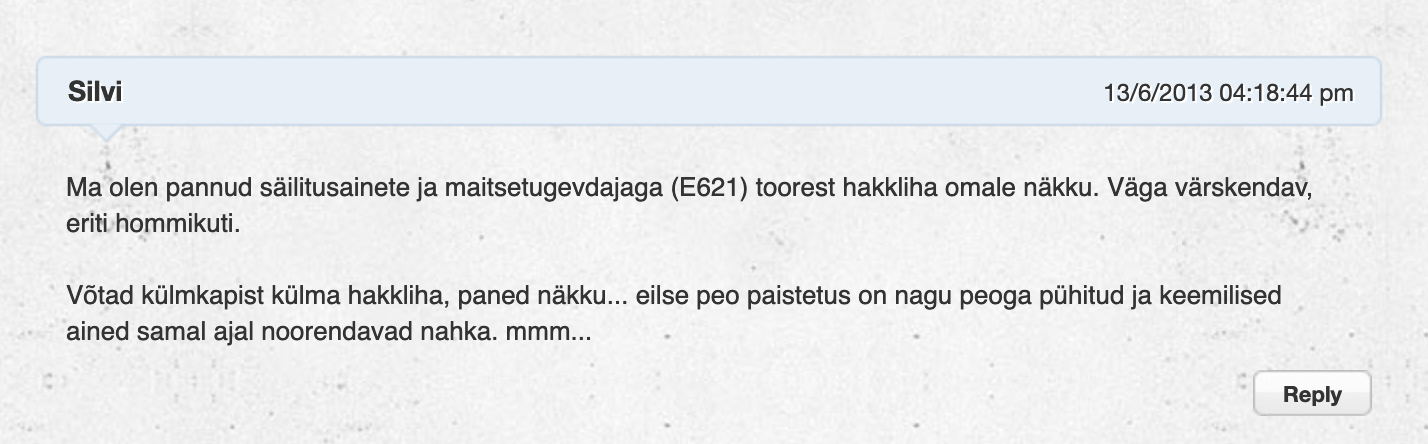 Silvi
13/6/2013 04:18:44 pm
Ma olen pannud säilitusainete ja maitsetugevdajaga (E621) toorest hakkliha omale näkku. Väga värskendav,
eriti hommikuti.
Võtad külmkapist külma hakkliha, paned näkku... eilse peo paistetus on nagu peoga pühitud ja keemilised
ained samal ajal noorendavad nahka. mmm...
Reply